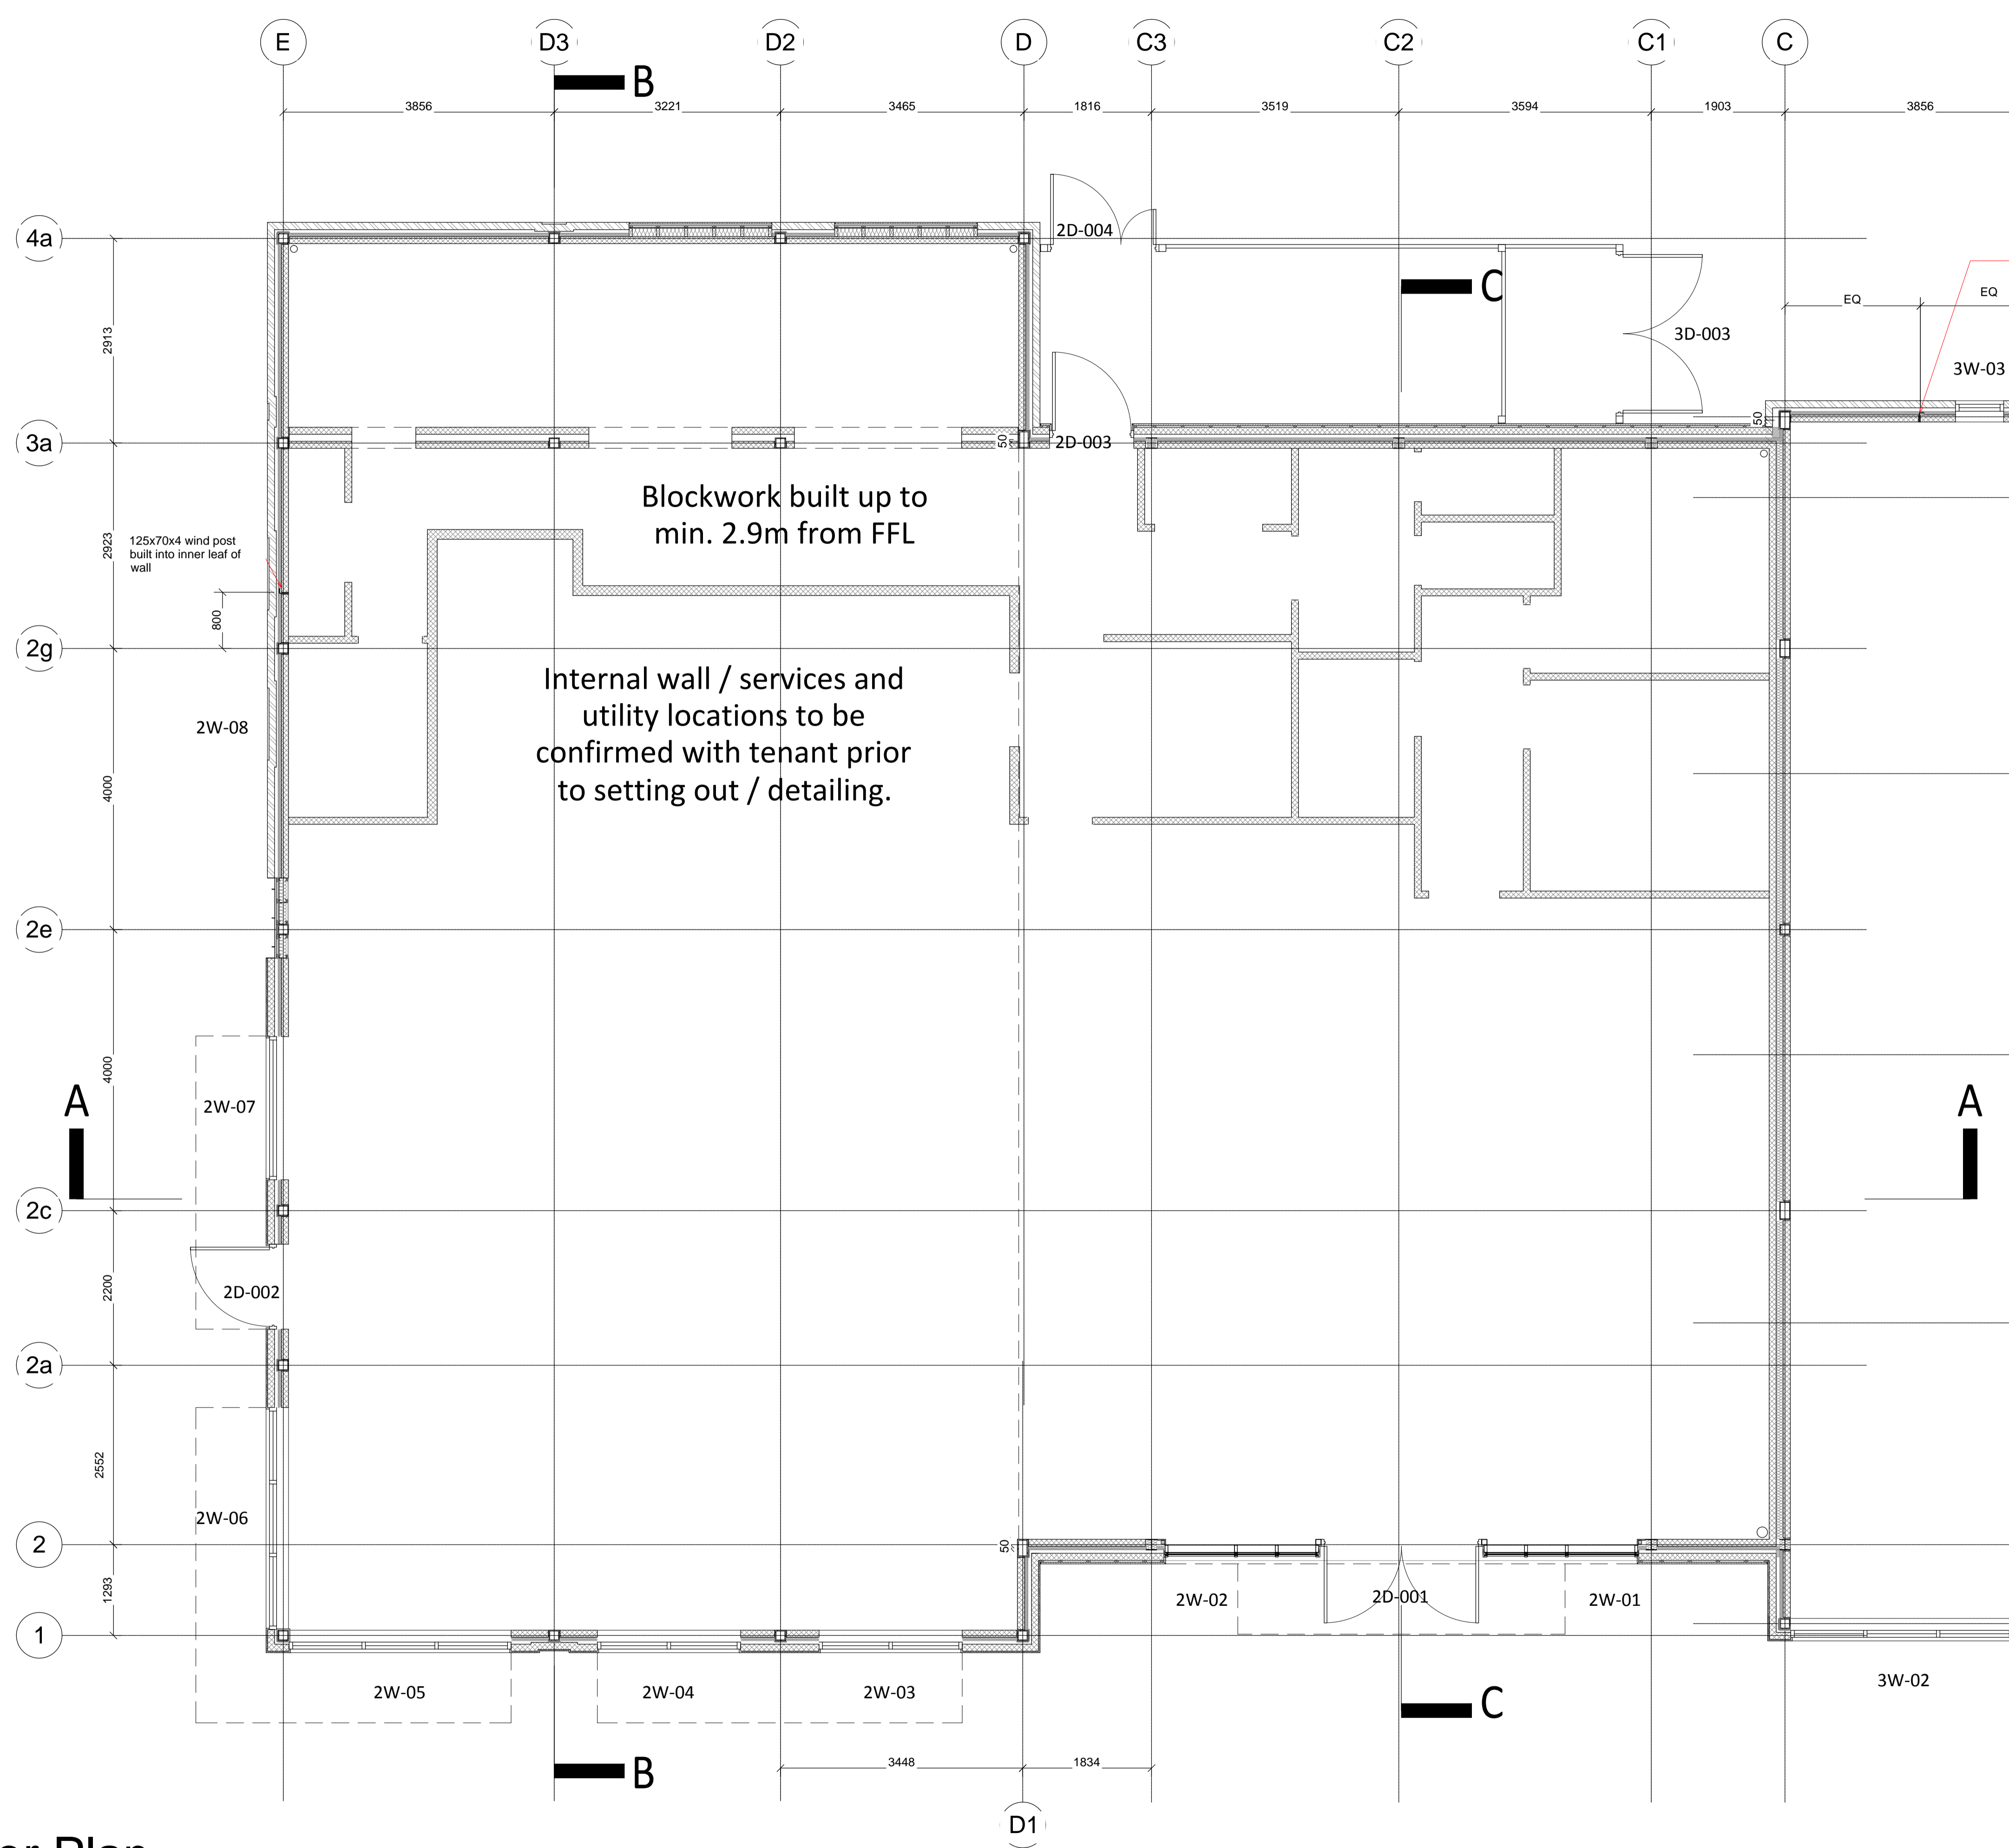 E D3 D2 D C3 C2 C1 C
B
3856 3221 3465 1816 3519 3594 1903 3856
4a
2D-004
C
EQ EQ
3D-003
2913
3W-03
50
3a
50
2D-003
Blockwork built up to
min. 2.9m from FFL
125x70x4 wind post
built into inner leaf of
wall
2923
800
2g
Internal wall / services and
utility locations to be
confirmed with tenant prior
to setting out / detailing.
2W-08
4000
2e
4000
A A
2W-07
2c
2200
2D-002
2a
2552
2W-06
2
50
1293
2W-02 2D-001 2W-01
1
2W-05 2W-04 2W-03
3W-02
C
3448 1834
B
D1